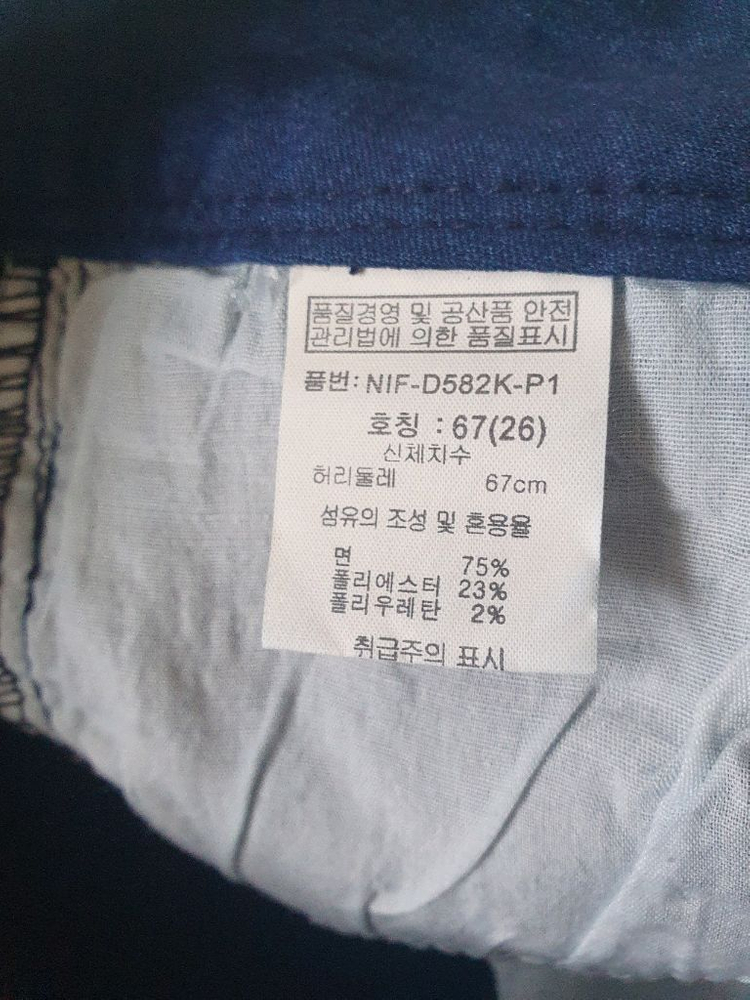 품질경영 및 공산품 안전
관리법에 의한 품질표시
품번: NIF-D582K-P1
호칭 : 67(26)
신체치수
허리둘레 67cm
섬유의 조성 및 혼용율
면 75%
폴리에스터 23%
폴리우레탄 2%
취급주의 표시